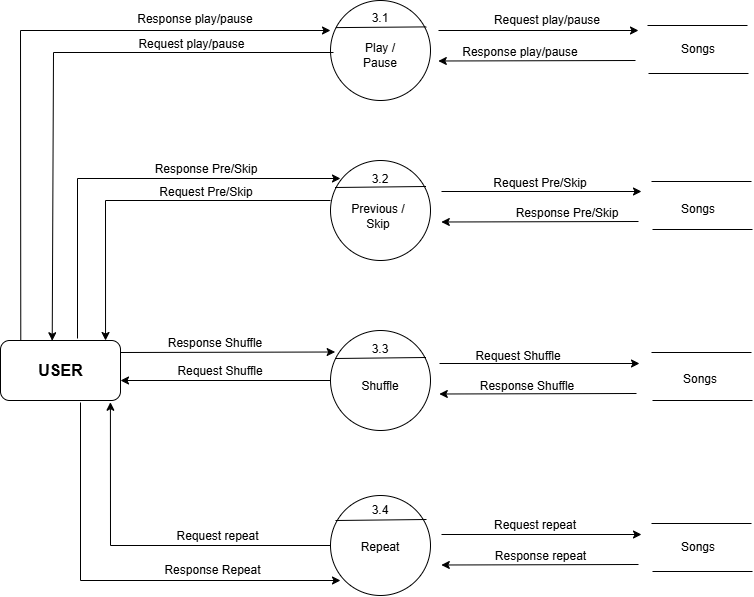 Response play/pause
3.1
Request play/pause
Request play/pause
Play /
Pause
Response play/pause
Songs
Response Pre/Skip
3.2
Request Pre/Skip
Request Pre/Skip
Previous /
Skip
Response Pre/Skip
Songs
USER
Response Shuffle
3.3
Request Shuffle
Request Shuffle
Shuffle
Response Shuffle
Songs
3.4
Request repeat
Request repeat
Repeat
Response repeat
Songs
Response Repeat